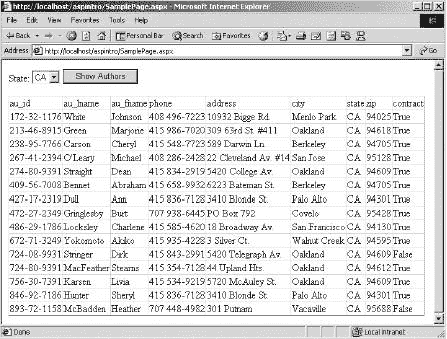 http://localhost/aspintro/SamplePage.aspx - Microsoft Internet Explorer
File Edit View Favorites Tools Help
Back Personal Bar Search Favorites
Address http://localhost/aspintro/SamplePage.aspx Go
State: CA Show Authors
au_id au_lname au_fname phone address city state zip contract
172-32-1176 White Johnson 408 496-7223 10932 Bigge Rd. Menlo Park CA 94025 True
213-46-8915 Green Marjorie 415 986-7020 309 63rd St. #411 Oakland CA 94618 True
238-95-7766 Carson Cheryl 415 548-7723 589 Darwin Ln. Berkeley CA 94705 True
267-41-2394 O'Leary Michael 408 286-2428 22 Cleveland Av. #14 San Jose CA 95128 True
274-80-9391 Straight Dean 415 834-2919 5420 College Av. Oakland CA 94609 True
409-56-7008 Bennet Abraham 415 658-9932 6223 Bateman St. Berkeley CA 94705 True
427-17-2319 Dull Ann 415 836-7128 3410 Blonde St. Palo Alto CA 94301 True
472-27-2349 Gringlesby Burt 707 938-6445 PO Box 792 Covelo CA 95428 True
486-29-1786 Locksley Charlene 415 585-4620 18 Broadway Av. San Francisco CA 94130 True
672-71-3249 Yokomoto Akiko 415 935-4228 3 Silver Ct. Walnut Creek CA 94595 True
724-08-9931 Stringer Dirk 415 843-2991 5420 Telegraph Av. Oakland CA 94609 False
724-80-9391 MacFeather Stearns 415 354-7128 44 Upland Hts. Oakland CA 94612 True
756-30-7391 Karsen Livia 415 534-9219 5720 McAuley St. Oakland CA 94609 True
846-92-7186 Hunter Sheryl 415 836-7128 3410 Blonde St. Palo Alto CA 94301 True
893-72-1158 McBadden Heather 707 448-4982 301 Putnam Vacaville CA 95688 False
Done Local intranet